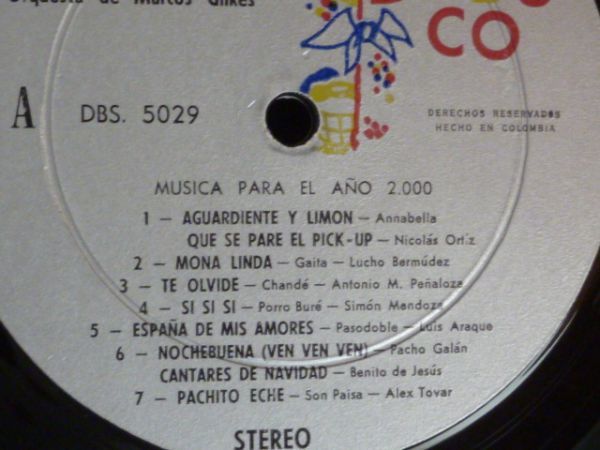 Orquesta de Marcos Gilkes
CO
A
DBS. 5029
DERECHOS RESERVADOS
HECHO EN COLOMBIA
MUSICA PARA EL AÑO 2.000
1 — AGUARDIENTE Y LIMON — Annabella
QUE SE PARE EL PICK-UP — Nicolás Ortiz
2 — MONA LINDA — Gaita — Lucho Bermúdez
3 — TE OLVIDE — Chandé — Antonio M. Peñaloza
4 — SI SI SI — Porro Buré — Simón Mendoza
5 — ESPAÑA DE MIS AMORES — Pasodoble — Luis Araque
6 — NOCHEBUENA (VEN VEN VEN) — Pacho Galán
CANTARES DE NAVIDAD — Benito de Jesús
7 — PACHITO ECHE — Son Paisa — Alex Tovar
STEREO